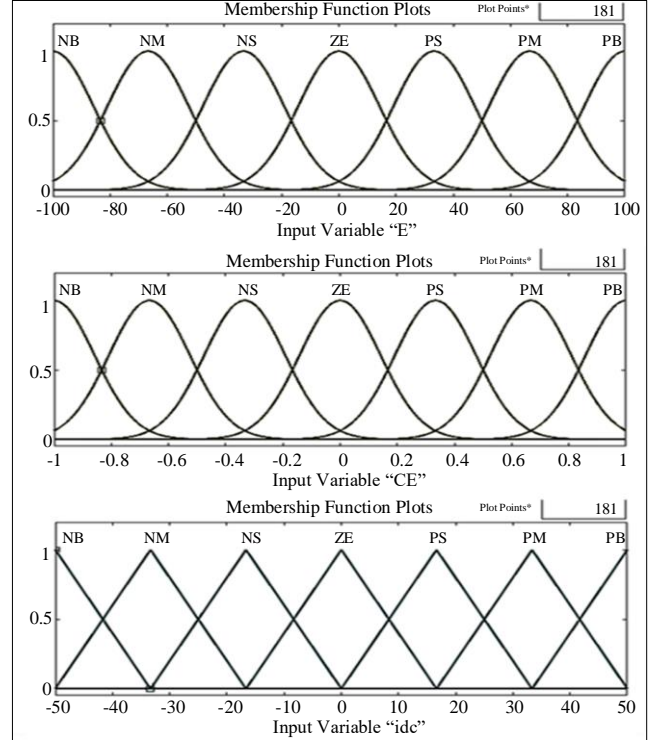 Membership Function Plots Plot Points* 181
NB NM NS ZE PS PM PB
1
0.5
0
-100 -80 -60 -40 -20 0 20 40 60 80 100
Input Variable “E”
Membership Function Plots Plot Points* 181
NB NM NS ZE PS PM PB
1
0.5
0
-1 -0.8 -0.6 -0.4 -0.2 0 0.2 0.4 0.6 0.8 1
Input Variable “CE”
Membership Function Plots Plot Points* 181
NB NM NS ZE PS PM PB
1
0.5
0
-50 -40 -30 -20 -10 0 10 20 30 40 50
Input Variable “idc”